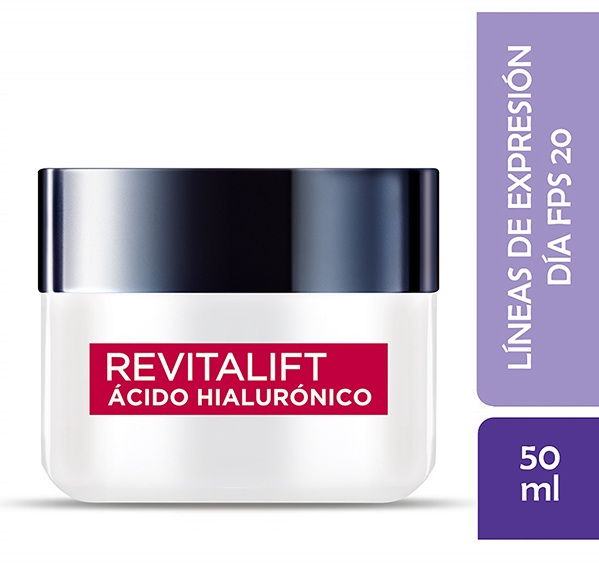 REVITALIFT
ÁCIDO HIALURÓNICO
LÍNEAS DE EXPRESIÓN
DÍA FPS 20
50
ml